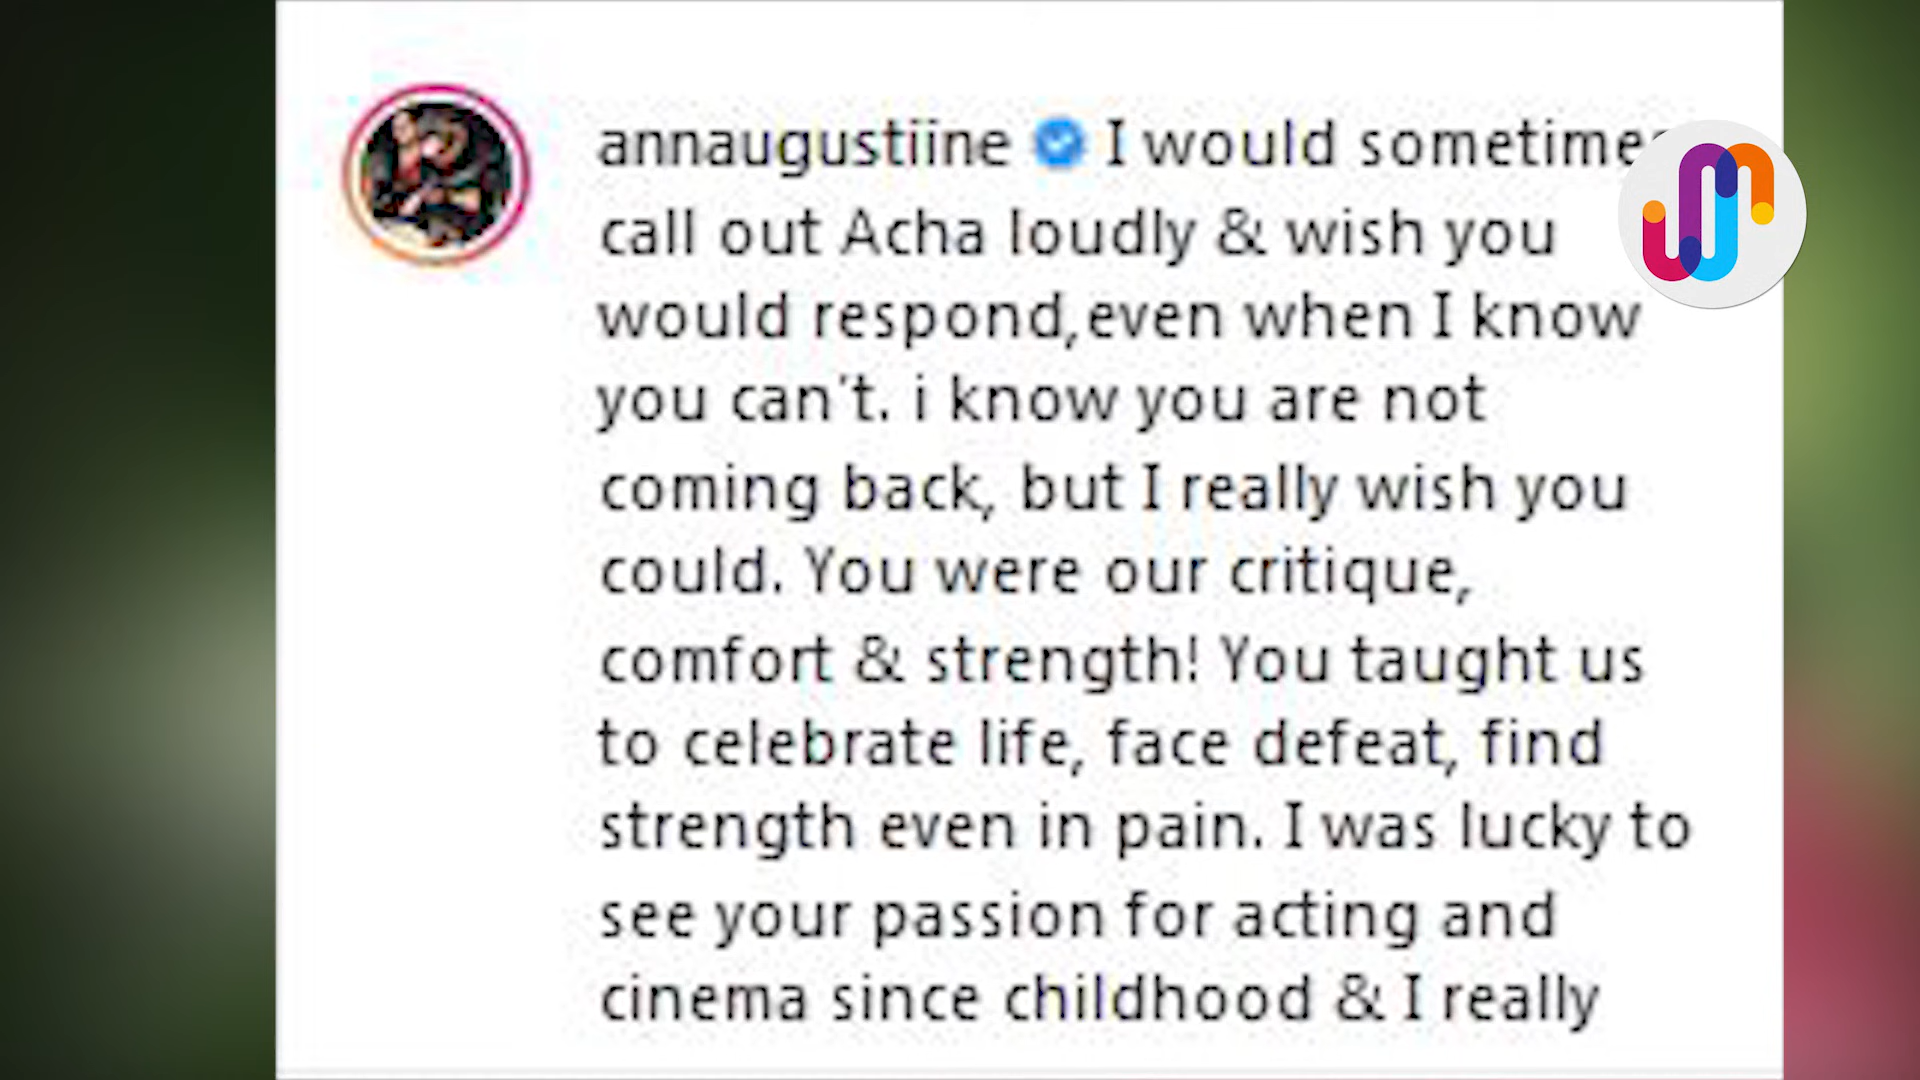 annaugustiine I would sometime
call out Acha loudly & wish you
would respond,even when I know
you can't. i know you are not
coming back, but I really wish you
could. You were our critique,
comfort & strength! You taught us
to celebrate life, face defeat, find
strength even in pain. I was lucky to
see your passion for acting and
cinema since childhood & I really